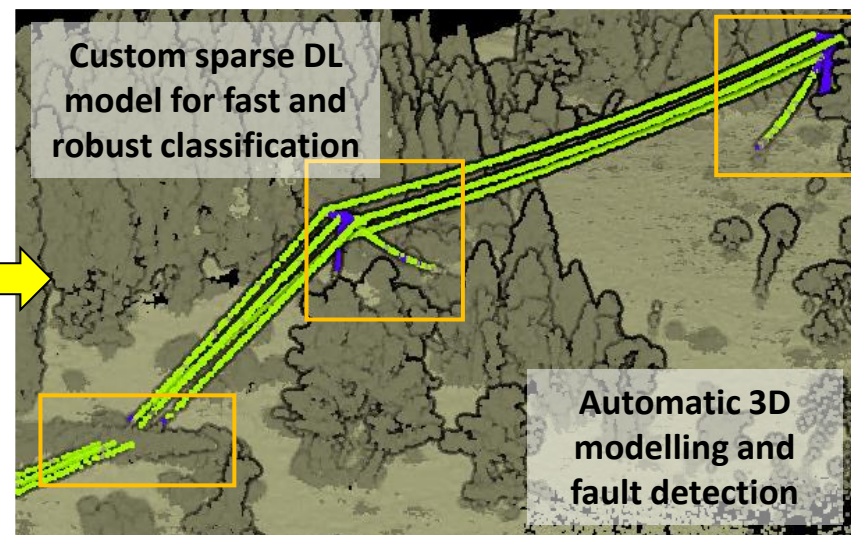 Custom sparse DL
model for fast and
robust classification
Automatic 3D
modelling and
fault detection